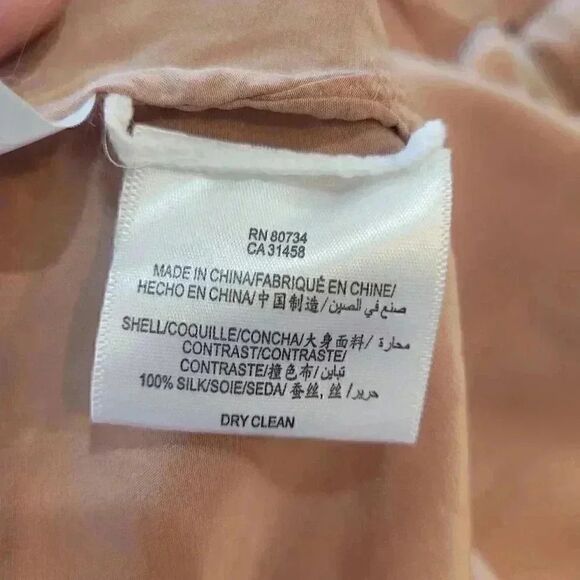 RN 80734
CA 31458
MADE IN CHINA/FABRIQUÉ EN CHINE/
HECHO EN CHINA/中国制造/صنع في الصين/
SHELL/COQUILLE/CONCHA/大身面料/محارة/
CONTRAST/CONTRASTE/
CONTRASTE/撞色布/تباين/
100% SILK/SOIE/SEDA/蚕丝, 丝/حرير/
DRY CLEAN